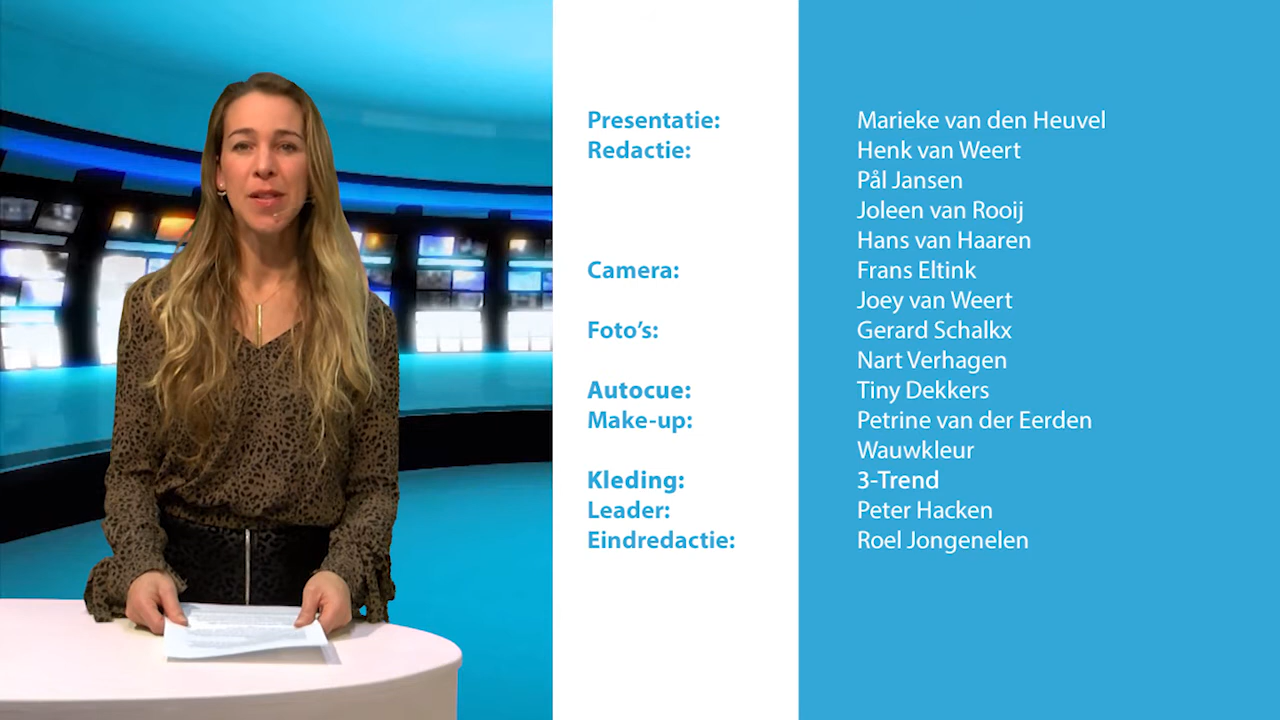 Presentatie: Marieke van den Heuvel
Redactie: Henk van Weert
Pål Jansen
Joleen van Rooij
Hans van Haaren
Camera: Frans Eltink
Joey van Weert
Foto’s: Gerard Schalkx
Nart Verhagen
Autocue: Tiny Dekkers
Make-up: Petrine van der Eerden
Wauwkleur
Kleding: 3-Trend
Leader: Peter Hacken
Eindredactie: Roel Jongenelen